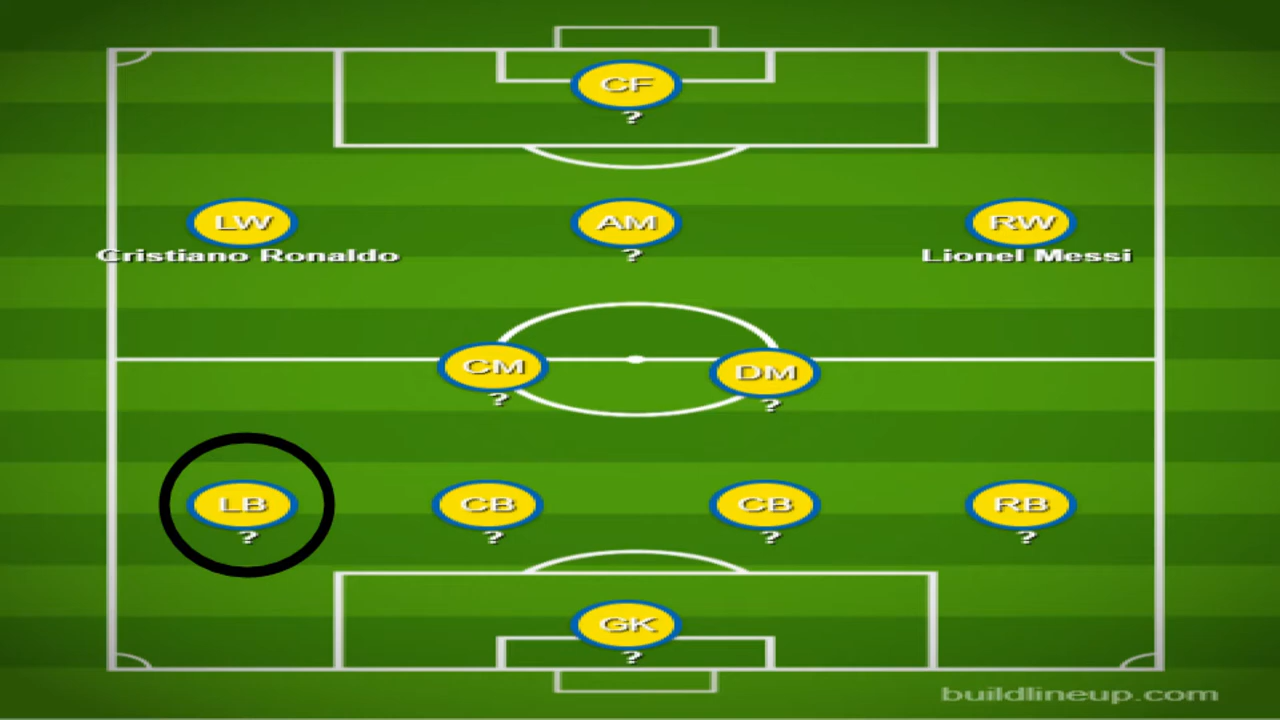 CF
?
LW
AM
RW
Cristiano Ronaldo
?
Lionel Messi
CM
DM
?
?
LB
CB
CB
RB
?
?
?
?
GK
?
buildlineup.com